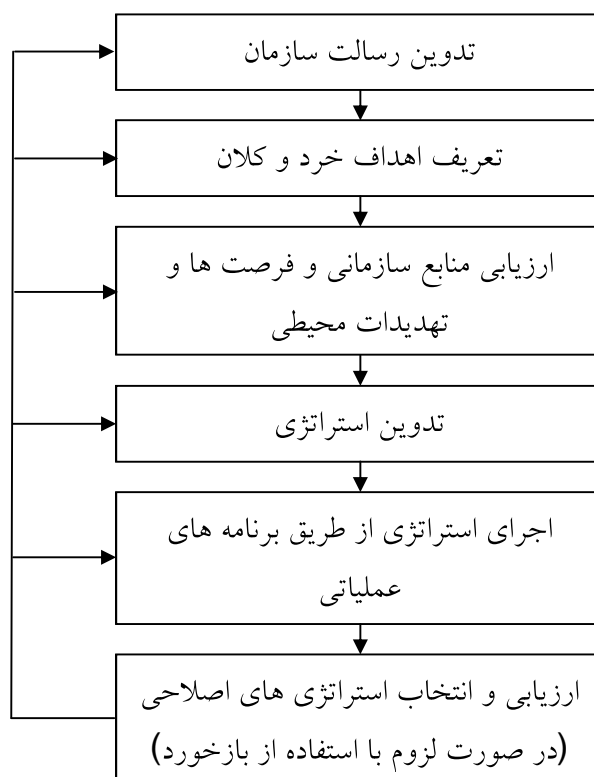 تدوین رسالت سازمان
تعریف اهداف خرد و کلان
ارزیابی منابع سازمانی و فرصت ها و
تهدیدات محیطی
تدوین استراتژی
اجرای استراتژی از طریق برنامه های
عملیاتی
ارزیابی و انتخاب استراتژی های اصلاحی
(در صورت لزوم با استفاده از بازخورد)